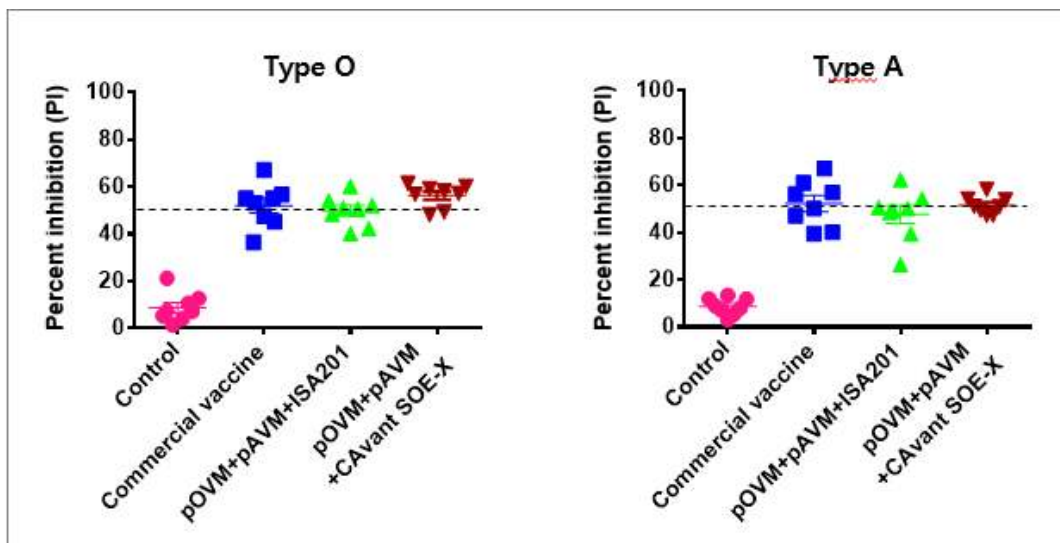 Type O
Percent inhibition (PI)
100
80
60
40
20
0
Control
Commercial vaccine
pOVM+pAVM+ISA201
pOVM+pAVM
+CAvant SOE-X
Type A
Percent inhibition (PI)
100
80
60
40
20
0
Control
Commercial vaccine
pOVM+pAVM+ISA201
pOVM+pAVM
+CAvant SOE-X